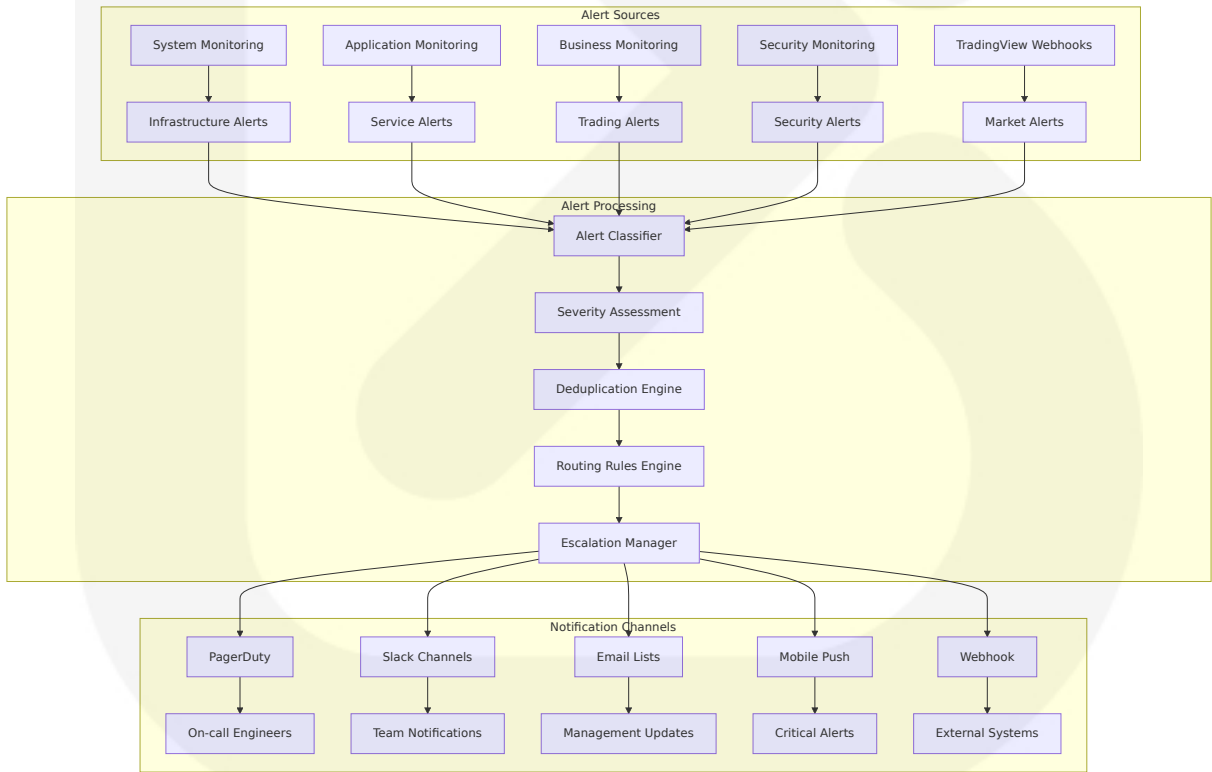 Alert Sources
System Monitoring
Application Monitoring
Business Monitoring
Security Monitoring
TradingView Webhooks
Infrastructure Alerts
Service Alerts
Trading Alerts
Security Alerts
Market Alerts
Alert Processing
Alert Classifier
Severity Assessment
Deduplication Engine
Routing Rules Engine
Escalation Manager
Notification Channels
PagerDuty
Slack Channels
Email Lists
Mobile Push
Webhook
On-call Engineers
Team Notifications
Management Updates
Critical Alerts
External Systems